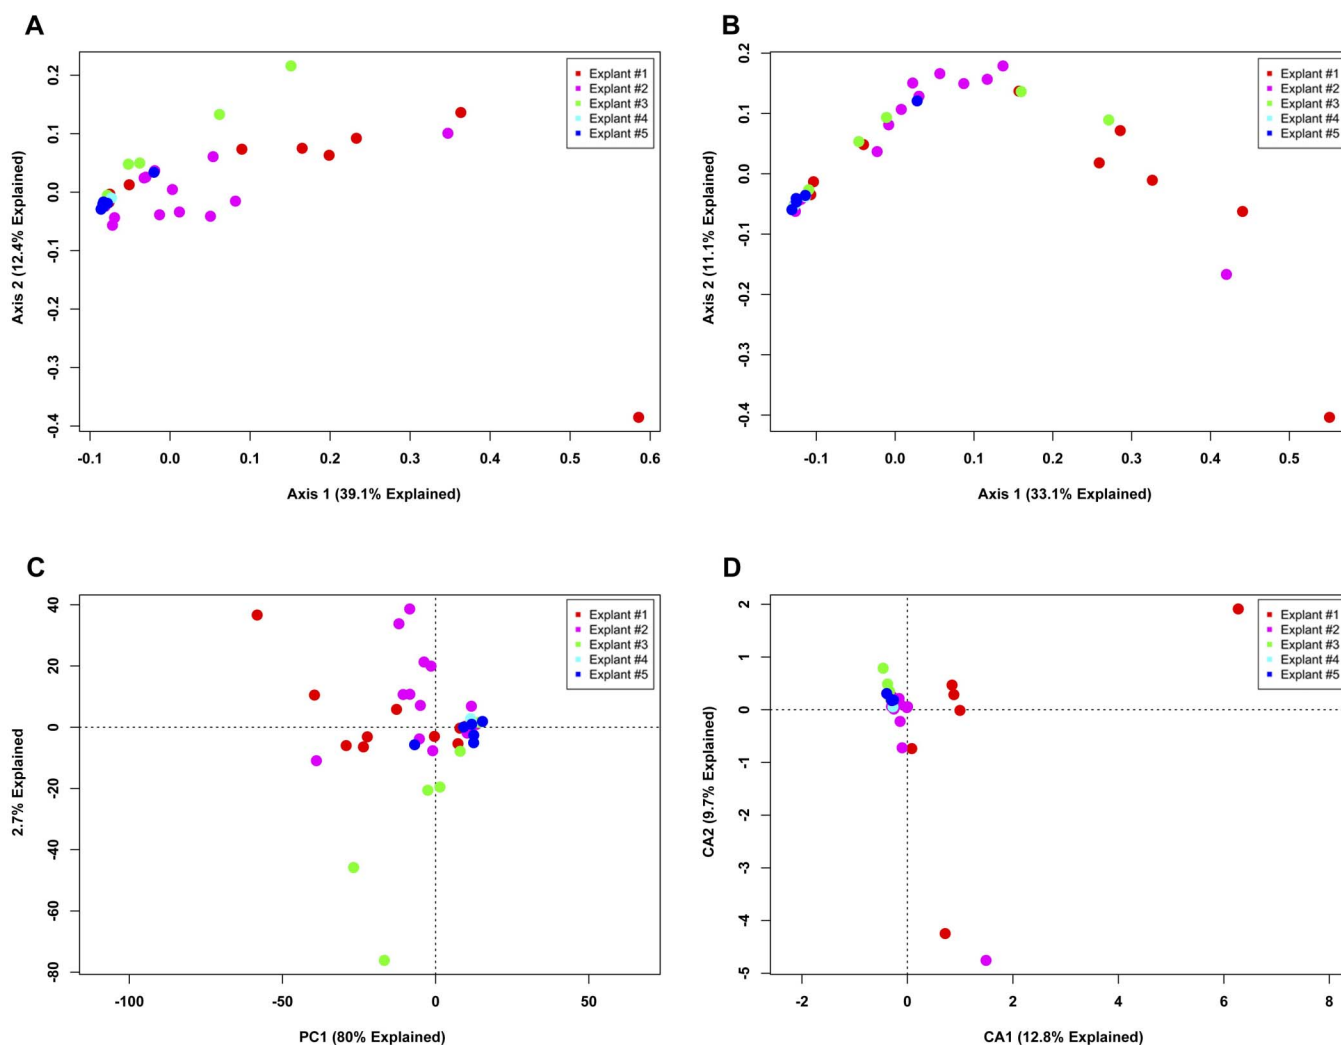 A
Explant #1
Explant #2
Explant #3
Explant #4
Explant #5
0.2
0.1
0.0
-0.1
-0.2
-0.3
-0.4
Axis 2 (12.4% Explained)
-0.1 0.0 0.1 0.2 0.3 0.4 0.5 0.6
Axis 1 (39.1% Explained)
B
Explant #1
Explant #2
Explant #3
Explant #4
Explant #5
0.2
0.1
0.0
-0.1
-0.2
-0.3
-0.4
Axis 2 (11.1% Explained)
-0.1 0.0 0.1 0.2 0.3 0.4 0.5
Axis 1 (33.1% Explained)
C
Explant #1
Explant #2
Explant #3
Explant #4
Explant #5
40
20
0
-20
-40
-60
-80
2.7% Explained)
-100 -50 0 50
PC1 (80% Explained)
D
Explant #1
Explant #2
Explant #3
Explant #4
Explant #5
2
1
0
-1
-2
-3
-4
-5
CA2 (9.7% Explained)
-2 0 2 4 6 8
CA1 (12.8% Explained)